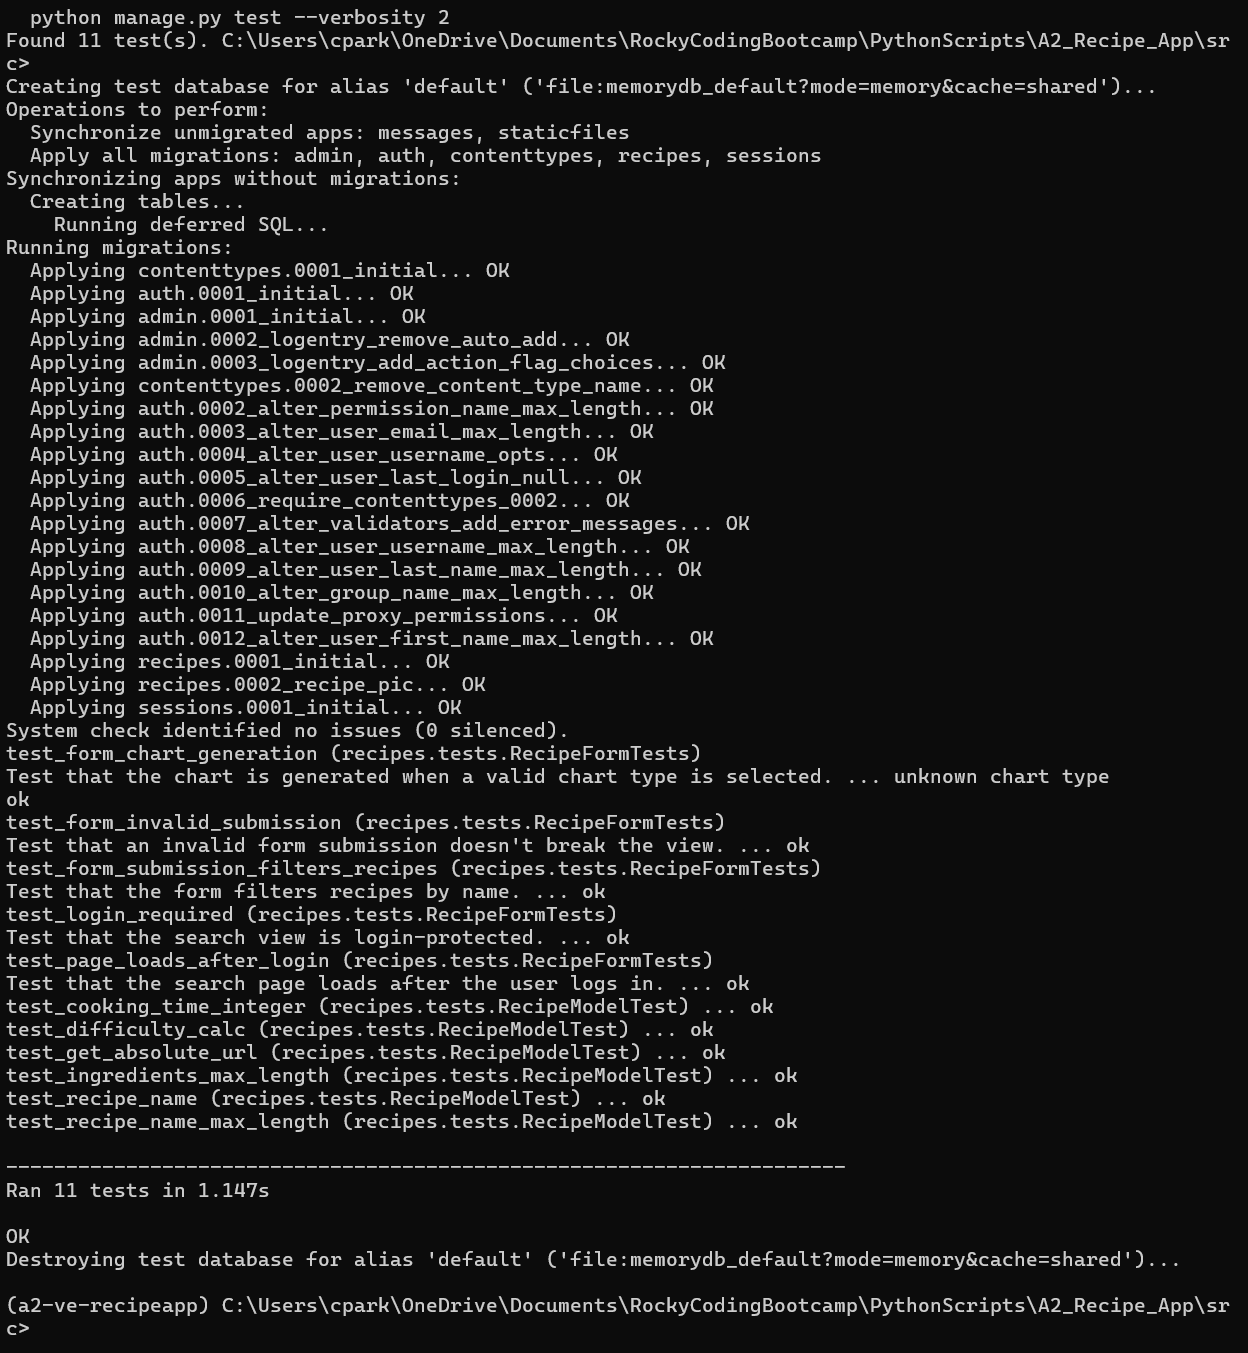 python manage.py test --verbosity 2
Found 11 test(s). C:\Users\cpark\OneDrive\Documents\RockyCodingBootcamp\PythonScripts\A2_Recipe_App\sr
c>
Creating test database for alias 'default' ('file:memorydb_default?mode=memory&cache=shared')...
Operations to perform:
  Synchronize unmigrated apps: messages, staticfiles
  Apply all migrations: admin, auth, contenttypes, recipes, sessions
Synchronizing apps without migrations:
  Creating tables...
    Running deferred SQL...
Running migrations:
  Applying contenttypes.0001_initial... OK
  Applying auth.0001_initial... OK
  Applying admin.0001_initial... OK
  Applying admin.0002_logentry_remove_auto_add... OK
  Applying admin.0003_logentry_add_action_flag_choices... OK
  Applying contenttypes.0002_remove_content_type_name... OK
  Applying auth.0002_alter_permission_name_max_length... OK
  Applying auth.0003_alter_user_email_max_length... OK
  Applying auth.0004_alter_user_username_opts... OK
  Applying auth.0005_alter_user_last_login_null... OK
  Applying auth.0006_require_contenttypes_0002... OK
  Applying auth.0007_alter_validators_add_error_messages... OK
  Applying auth.0008_alter_user_username_max_length... OK
  Applying auth.0009_alter_user_last_name_max_length... OK
  Applying auth.0010_alter_group_name_max_length... OK
  Applying auth.0011_update_proxy_permissions... OK
  Applying auth.0012_alter_user_first_name_max_length... OK
  Applying recipes.0001_initial... OK
  Applying recipes.0002_recipe_pic... OK
  Applying sessions.0001_initial... OK
System check identified no issues (0 silenced).
test_form_chart_generation (recipes.tests.RecipeFormTests)
Test that the chart is generated when a valid chart type is selected. ... unknown chart type
ok
test_form_invalid_submission (recipes.tests.RecipeFormTests)
Test that an invalid form submission doesn't break the view. ... ok
test_form_submission_filters_recipes (recipes.tests.RecipeFormTests)
Test that the form filters recipes by name. ... ok
test_login_required (recipes.tests.RecipeFormTests)
Test that the search view is login-protected. ... ok
test_page_loads_after_login (recipes.tests.RecipeFormTests)
Test that the search page loads after the user logs in. ... ok
test_cooking_time_integer (recipes.tests.RecipeModelTest) ... ok
test_difficulty_calc (recipes.tests.RecipeModelTest) ... ok
test_get_absolute_url (recipes.tests.RecipeModelTest) ... ok
test_ingredients_max_length (recipes.tests.RecipeModelTest) ... ok
test_recipe_name (recipes.tests.RecipeModelTest) ... ok
test_recipe_name_max_length (recipes.tests.RecipeModelTest) ... ok

----------------------------------------------------------------------
Ran 11 tests in 1.147s

OK
Destroying test database for alias 'default' ('file:memorydb_default?mode=memory&cache=shared')...

(a2-ve-recipeapp) C:\Users\cpark\OneDrive\Documents\RockyCodingBootcamp\PythonScripts\A2_Recipe_App\sr
c>